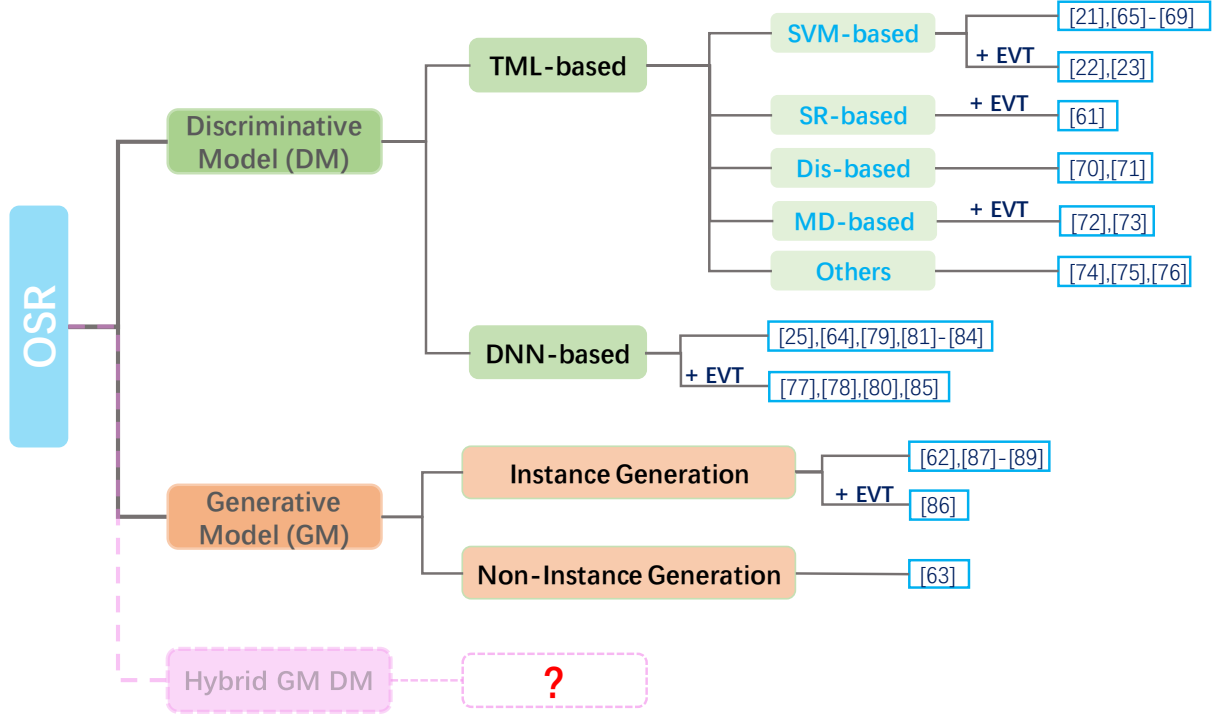 OSR
Discriminative
Model (DM)
TML-based
SVM-based
[21],[65]-[69]
+ EVT
[22],[23]
SR-based
+ EVT
[61]
Dis-based
[70],[71]
MD-based
+ EVT
[72],[73]
Others
[74],[75],[76]
DNN-based
[25],[64],[79],[81]-[84]
+ EVT
[77],[78],[80],[85]
Generative
Model (GM)
Instance Generation
[62],[87]-[89]
+ EVT
[86]
Non-Instance Generation
[63]
Hybrid GM DM
?